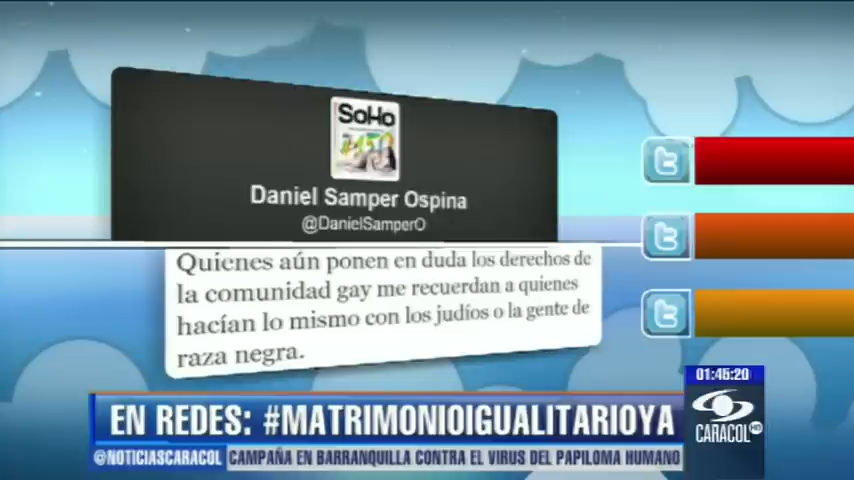 SoHo
150
Daniel Samper Ospina
@DanielSamperO
Quienes aún ponen en duda los derechos de
la comunidad gay me recuerdan a quienes
hacían lo mismo con los judíos o la gente de
raza negra.
01:45:20
EN REDES: #MATRIMONIOIGUALITARIOYA
CARACOL HD
@NOTICIASCARACOL CAMPAÑA EN BARRANQUILLA CONTRA EL VIRUS DEL PAPILOMA HUMANO